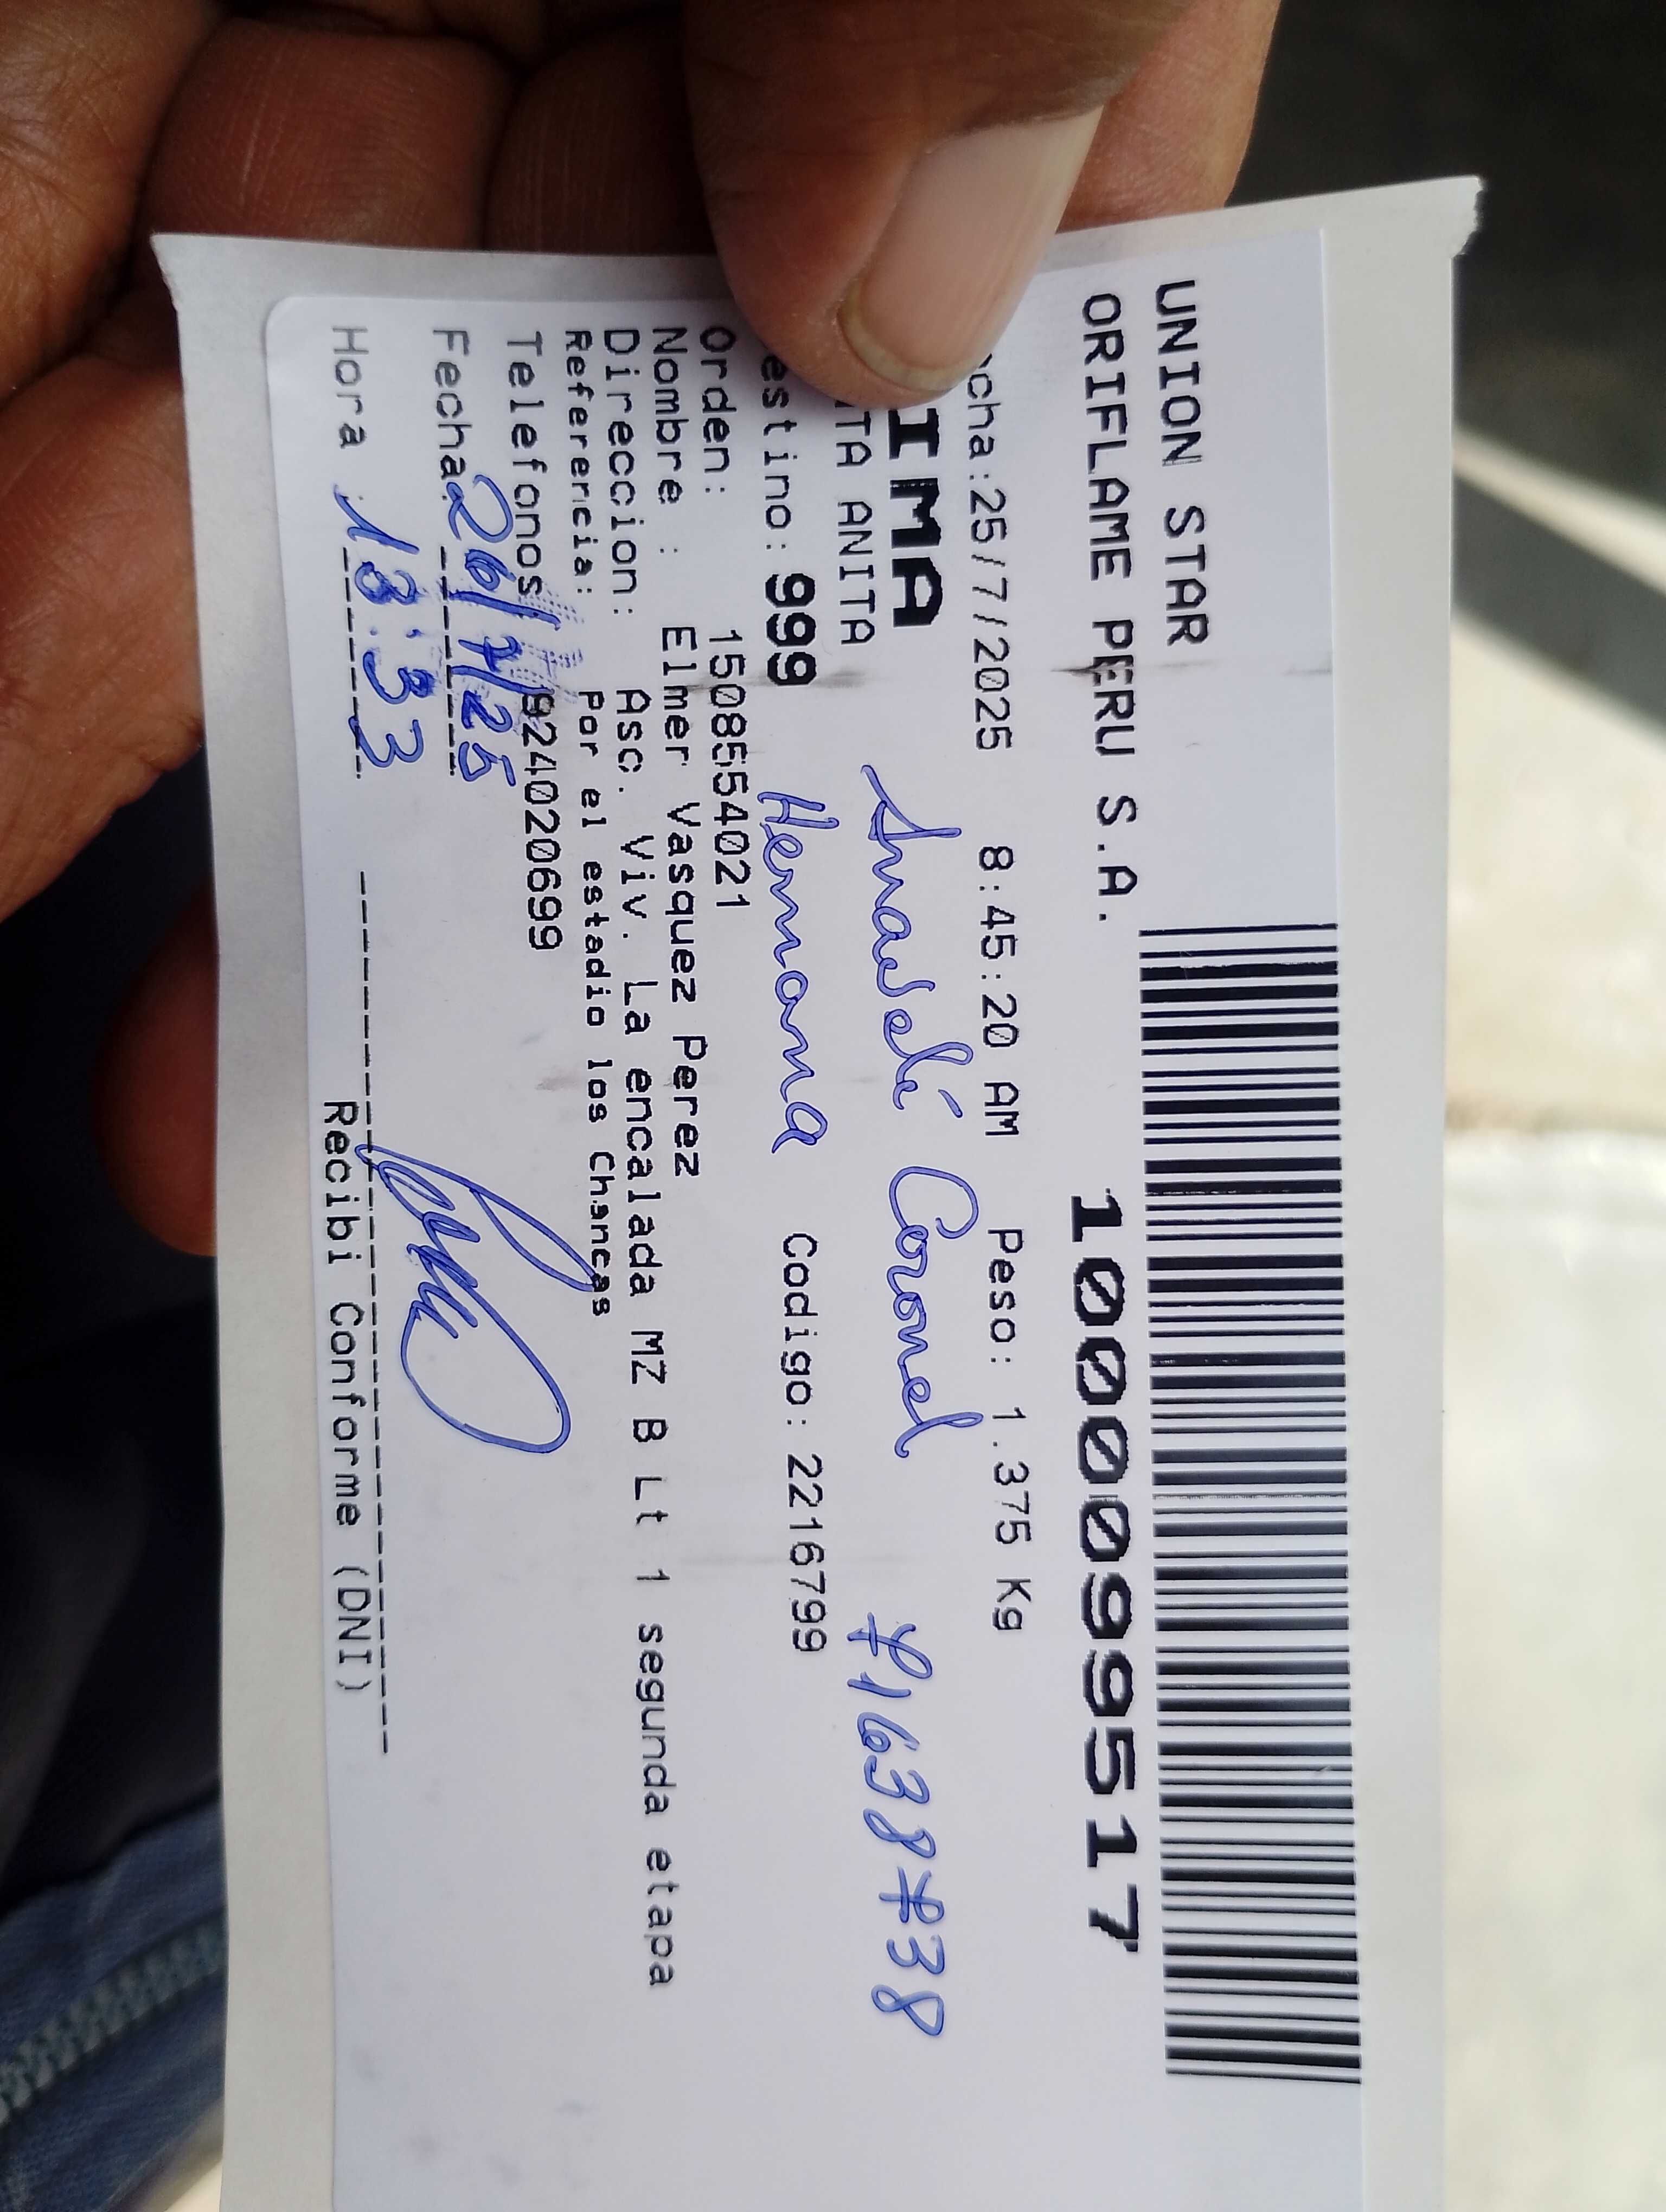 UNION STAR
ORIFLAME PERU S.A. 1000099517
cha:25/7/2025 8:45:20 AM Peso: 1.375 Kg
IMA
TA ANITA Coronel 71638738
estino: 999 Hermana Codigo: 2216799
Orden: 1508554021
Nombre : Elmer Vasquez Perez
Direccion: Asc. Viv. La encalada MZ B Lt 1 segunda etapa
Referencia: Por el estadio los Chancas
Telefonos 924020699
Fecha 26/7/25
Hora 13:33
Recibi Conforme (DNI)